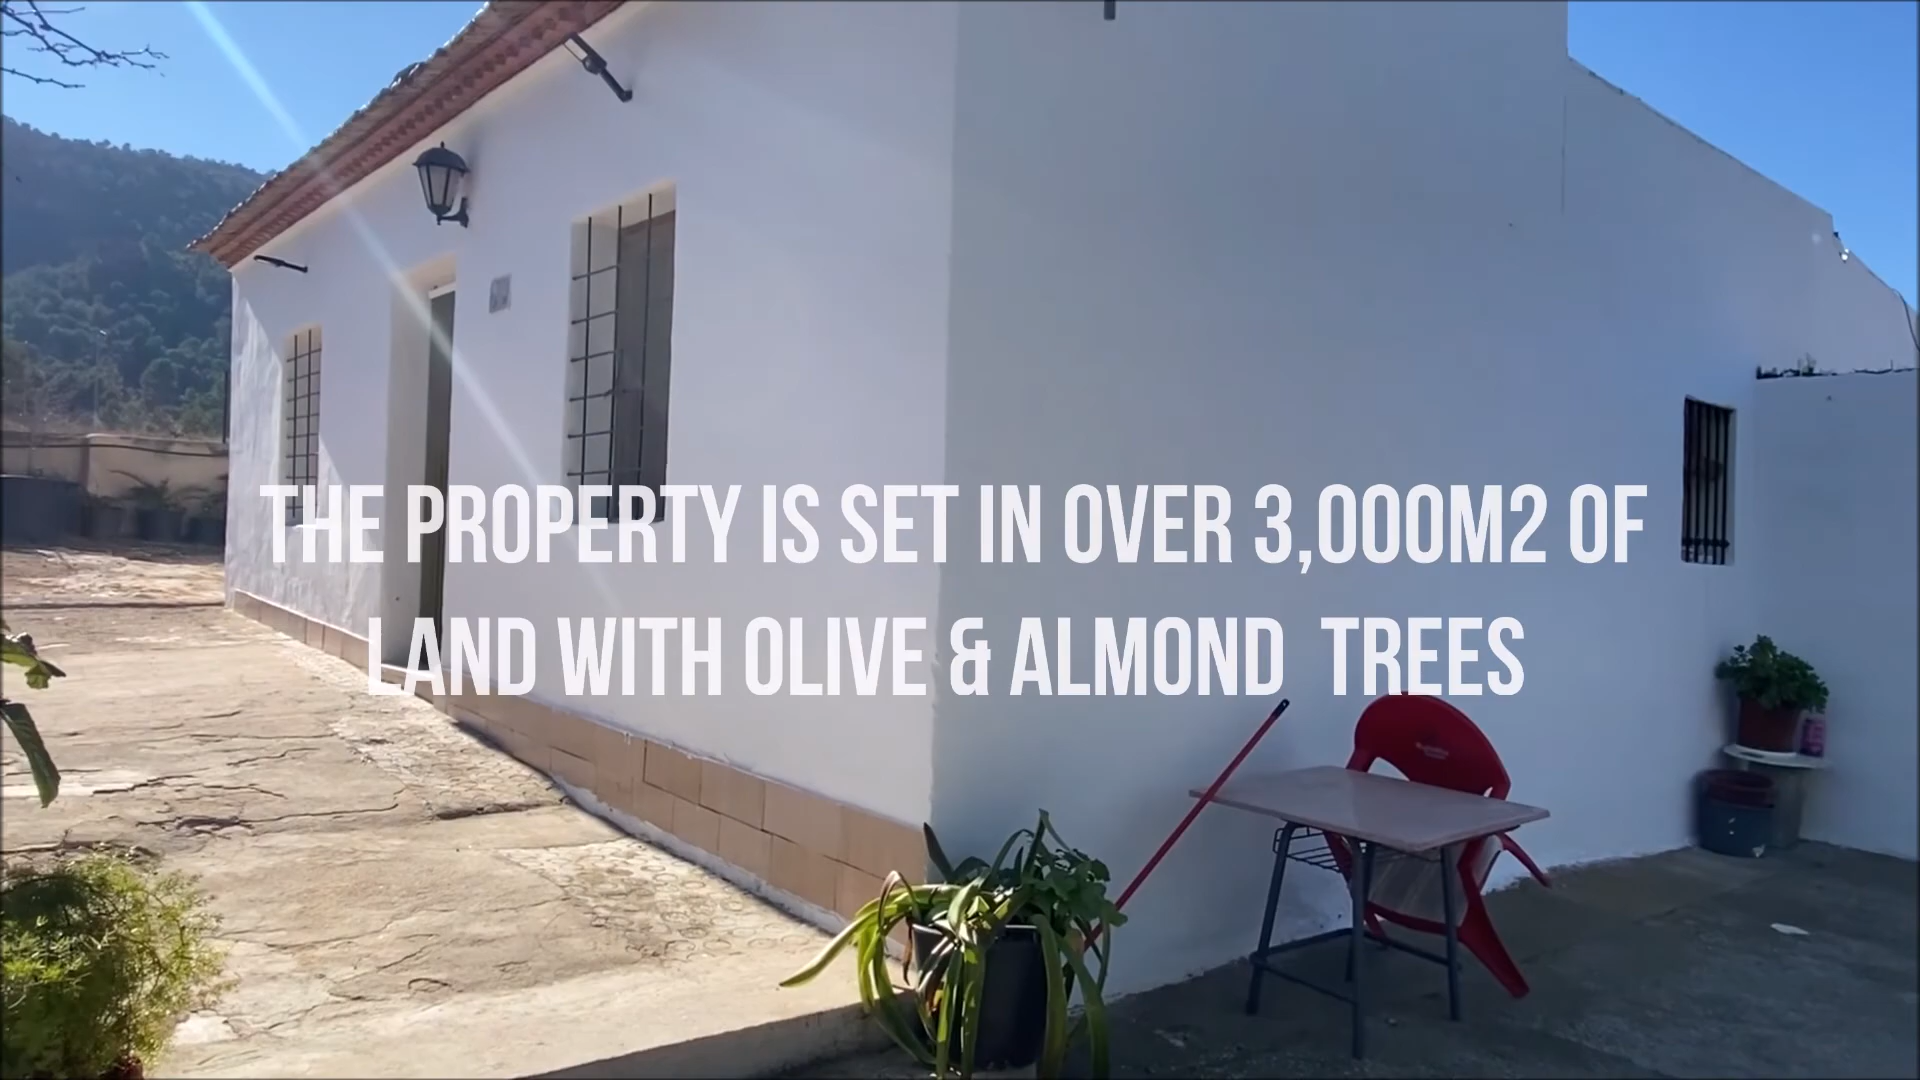 THE PROPERTY IS SET IN OVER 3,000M2 OF
LAND WITH OLIVE & ALMOND TREES